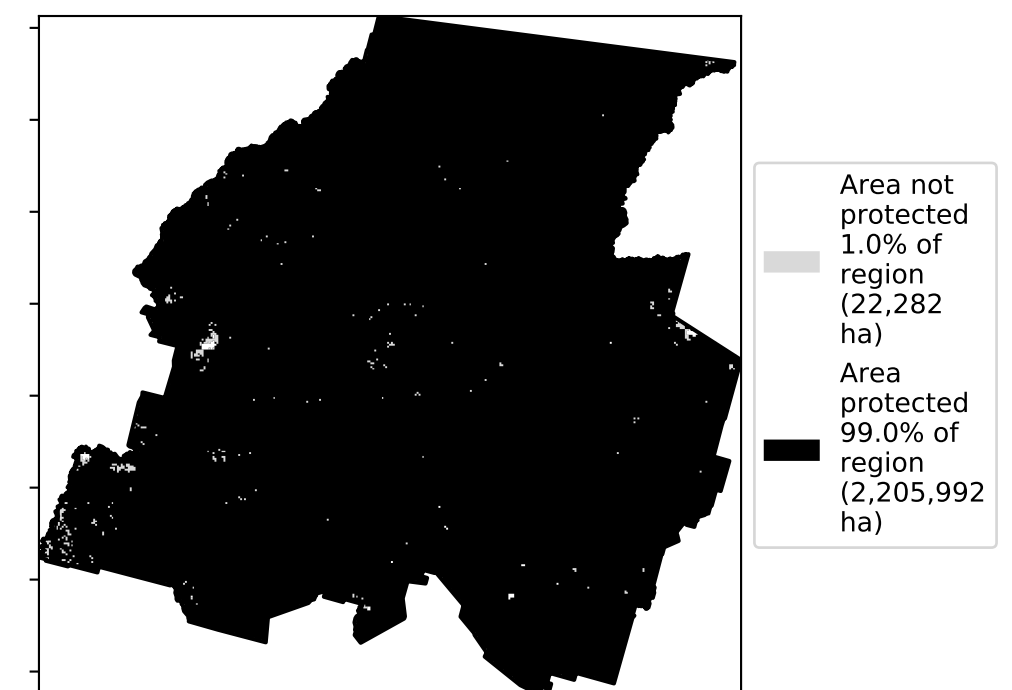 Area not
protected
1.0% of
region
(22,282
ha)
Area
protected
99.0% of
region
(2,205,992
ha)